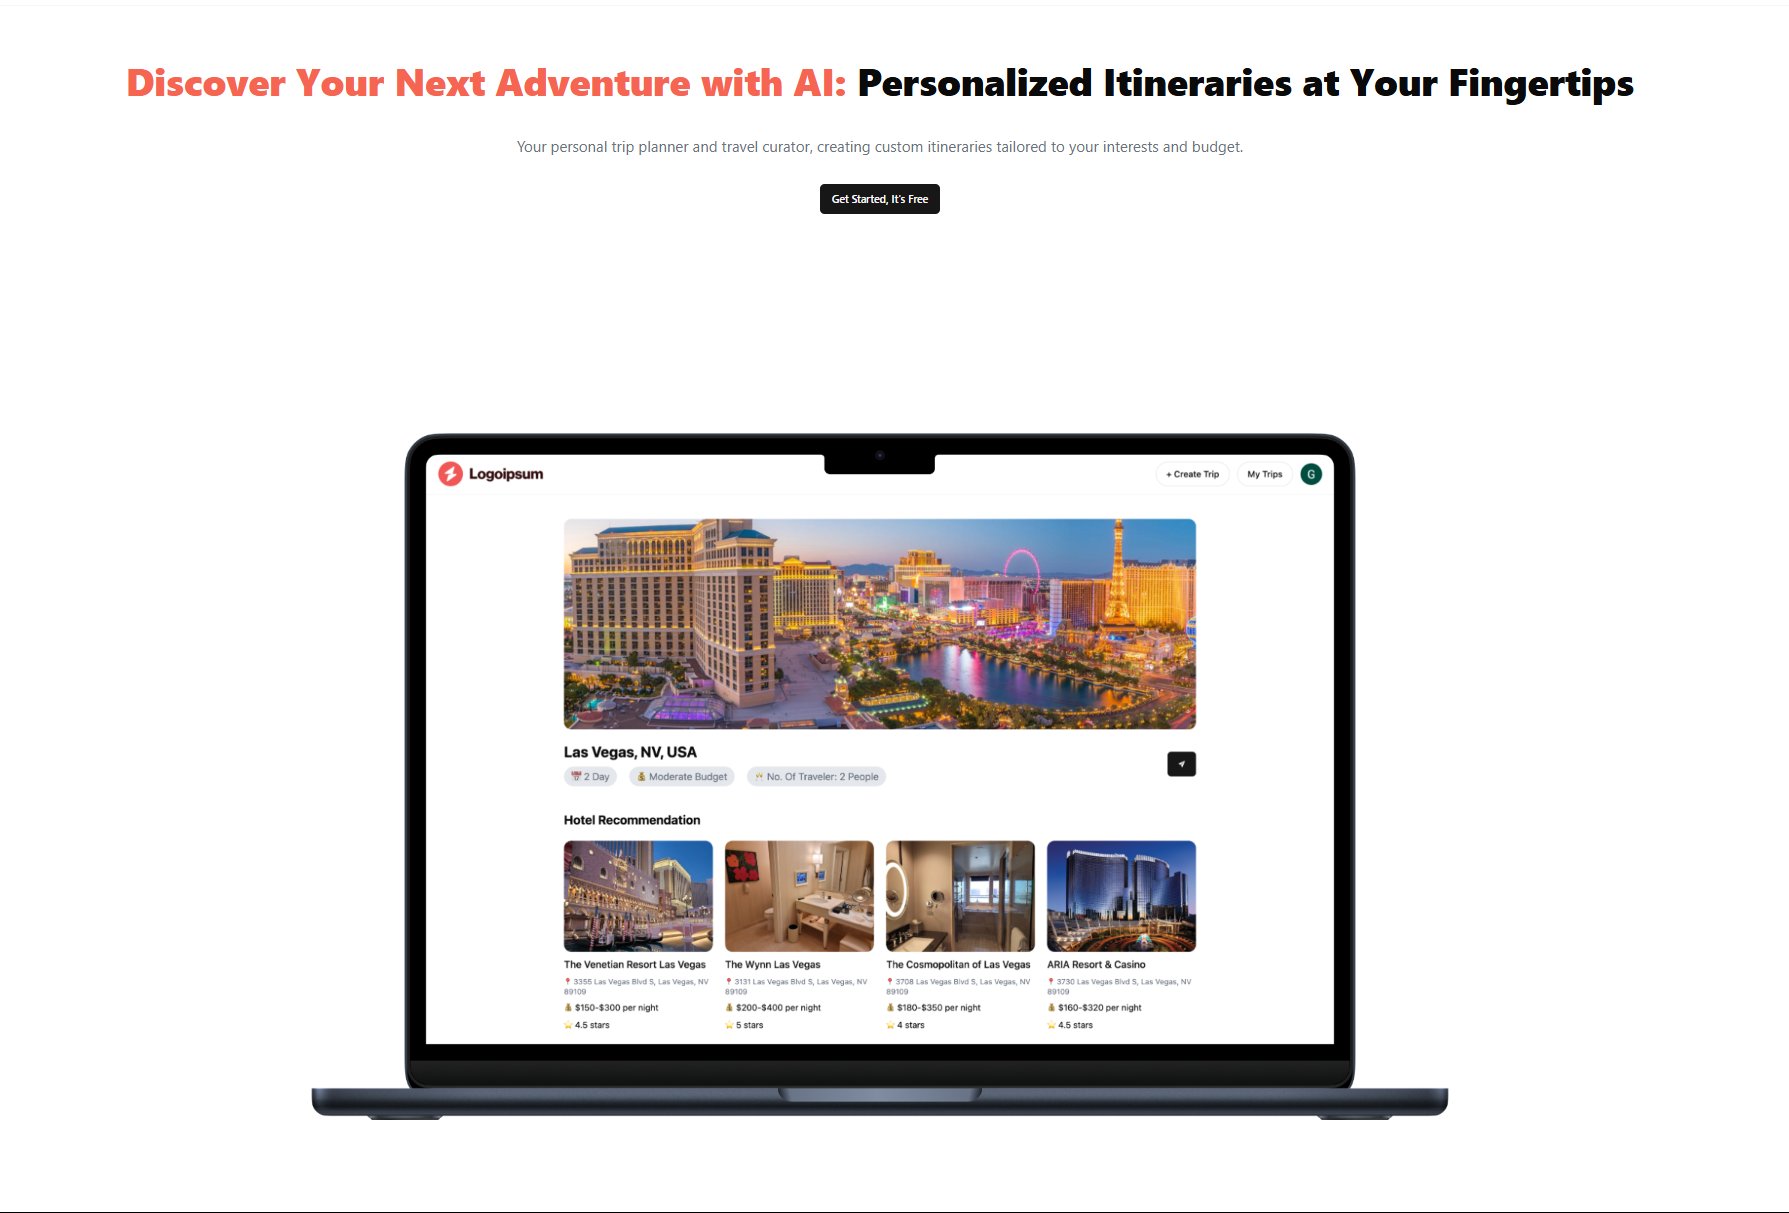 Discover Your Next Adventure with AI: Personalized Itineraries at Your Fingertips
Your personal trip planner and travel curator, creating custom itineraries tailored to your interests and budget.
Get Started, It's Free
Logoipsum
+ Create Trip
My Trips
G
Las Vegas, NV, USA
2 Day
Moderate Budget
No. Of Traveler: 2 People
Hotel Recommendation
The Venetian Resort Las Vegas
3355 Las Vegas Blvd S, Las Vegas, NV
89109
$150-$300 per night
4.5 stars
The Wynn Las Vegas
3131 Las Vegas Blvd S, Las Vegas, NV
89109
$200-$400 per night
5 stars
The Cosmopolitan of Las Vegas
3708 Las Vegas Blvd S, Las Vegas, NV
89109
$180-$350 per night
4 stars
ARIA Resort & Casino
3730 Las Vegas Blvd S, Las Vegas, NV
89109
$160-$320 per night
4.5 stars